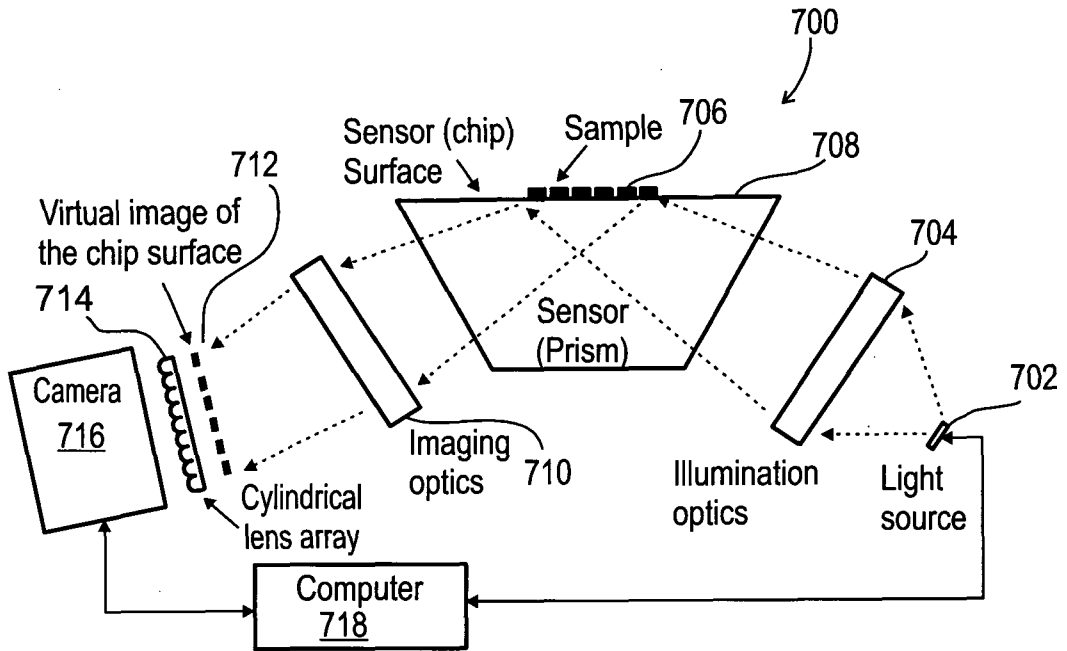 700
706
Sensor (chip)
Surface
Sample
708
712
Virtual image of
the chip surface
704
714
Sensor
(Prism)
702
Camera
716
Imaging
optics
710
Illumination
optics
Light
source
Cylindrical
lens array
Computer
718